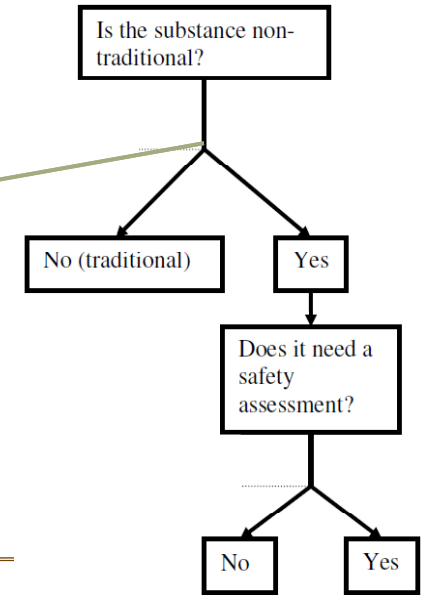 Is the substance non-
traditional?
No (traditional)
Yes
Does it need a
safety
assessment?
No
Yes